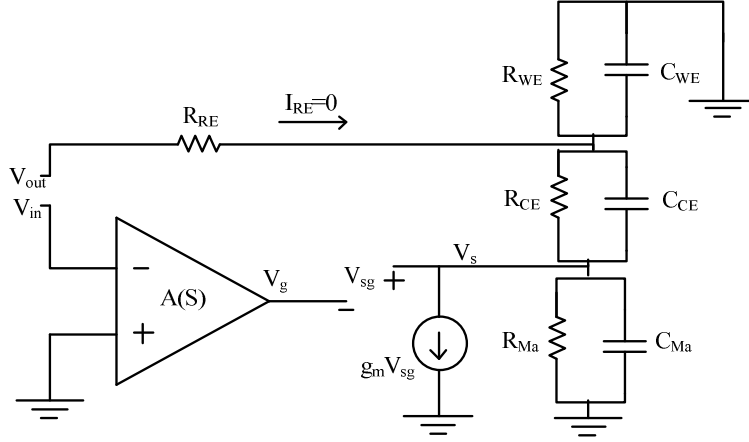 R_WE
C_WE
R_RE
I_RE=0
V_out
V_in
R_CE
C_CE
A(S)
V_g
V_sg
V_s
g_mV_sg
R_Ma
C_Ma